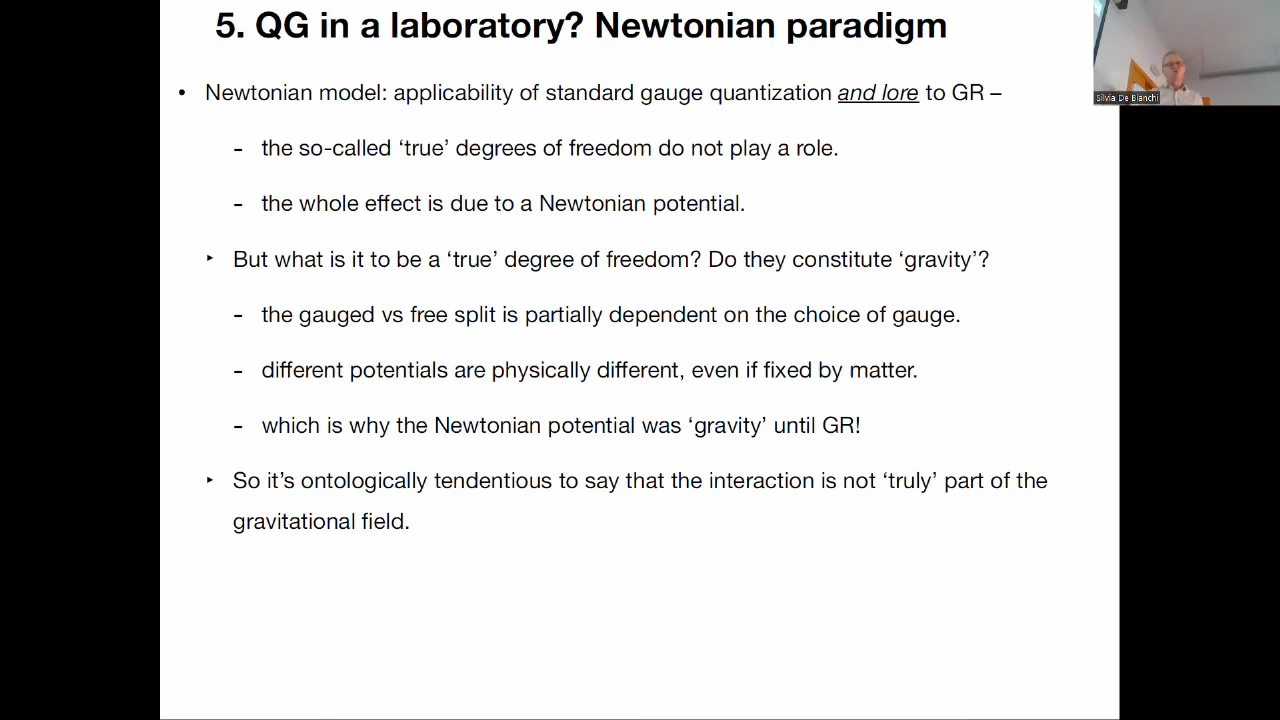 5. QG in a laboratory? Newtonian paradigm
• Newtonian model: applicability of standard gauge quantization and lore to GR –
- the so-called ‘true’ degrees of freedom do not play a role.
- the whole effect is due to a Newtonian potential.
‣ But what is it to be a ‘true’ degree of freedom? Do they constitute ‘gravity’?
- the gauged vs free split is partially dependent on the choice of gauge.
- different potentials are physically different, even if fixed by matter.
- which is why the Newtonian potential was ‘gravity’ until GR!
‣ So it’s ontologically tendentious to say that the interaction is not ‘truly’ part of the
gravitational field.
Silvia De Bianchi